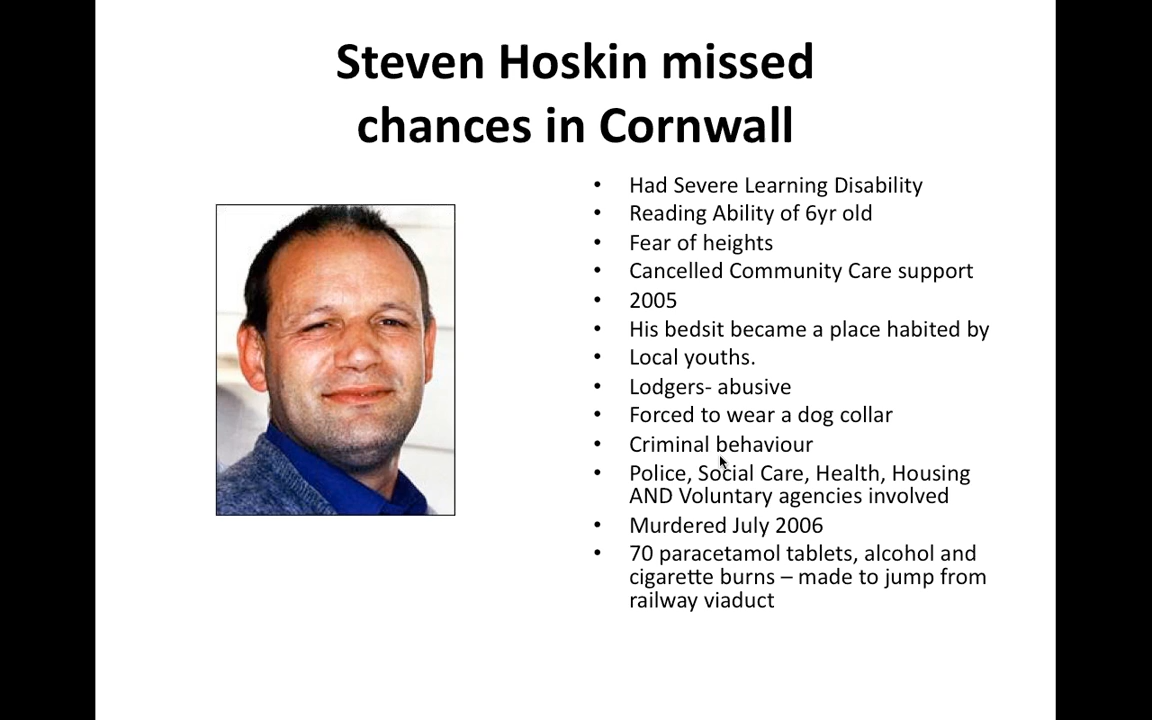 Steven Hoskin missed
chances in Cornwall
• Had Severe Learning Disability
• Reading Ability of 6yr old
• Fear of heights
• Cancelled Community Care support
• 2005
• His bedsit became a place habited by
• Local youths.
• Lodgers- abusive
• Forced to wear a dog collar
• Criminal behaviour
• Police, Social Care, Health, Housing
AND Voluntary agencies involved
• Murdered July 2006
• 70 paracetamol tablets, alcohol and
cigarette burns – made to jump from
railway viaduct